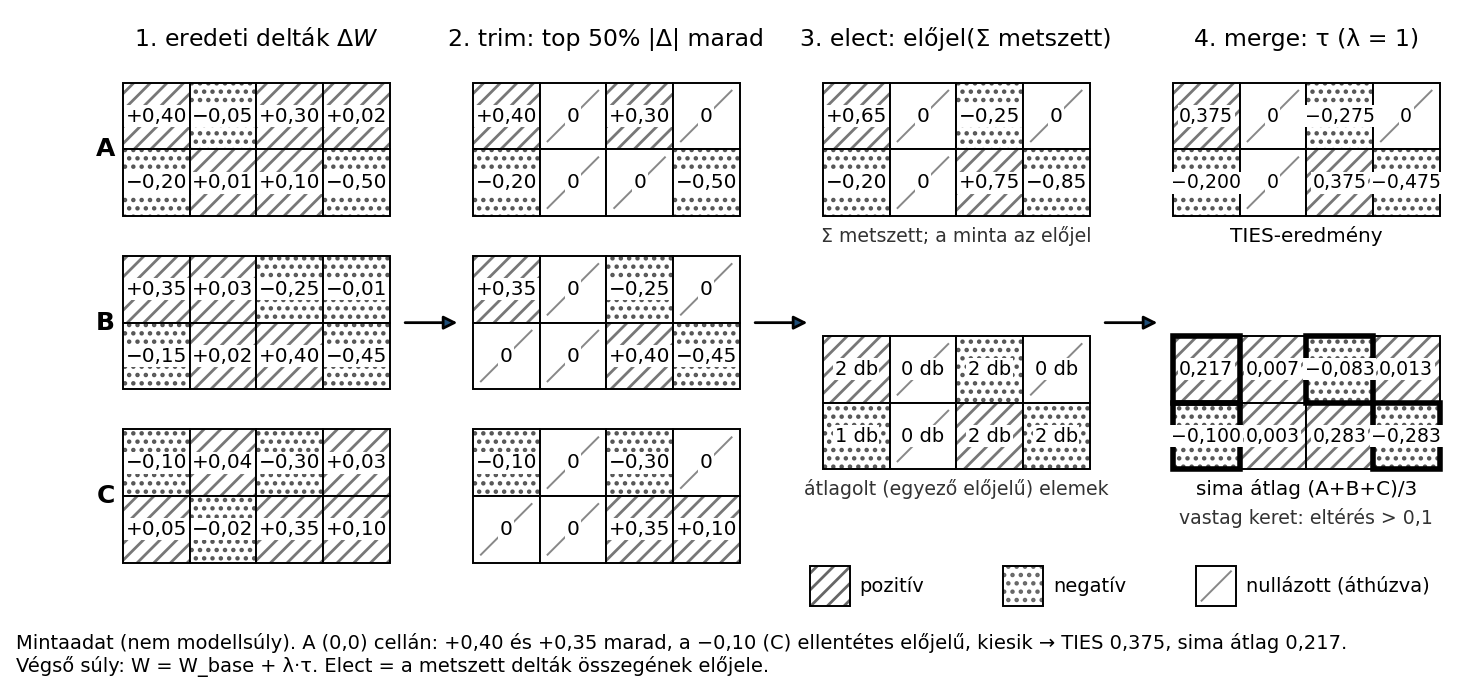 1. eredeti delták ΔW
2. trim: top 50% |Δ| marad
3. elect: előjel(Σ metszett)
4. merge: τ (λ = 1)
A
+0,40 −0,05 +0,30 +0,02
−0,20 +0,01 +0,10 −0,50
B
+0,35 +0,03 −0,25 −0,01
−0,15 +0,02 +0,40 −0,45
C
−0,10 +0,04 −0,30 +0,03
+0,05 −0,02 +0,35 +0,10
+0,40 0 +0,30 0
−0,20 0 0 −0,50
+0,35 0 −0,25 0
0 0 +0,40 −0,45
−0,10 0 −0,30 0
0 0 +0,35 +0,10
+0,65 0 −0,25 0
−0,20 0 +0,75 −0,85
Σ metszett; a minta az előjel
2 db 0 db 2 db 0 db
1 db 0 db 2 db 2 db
átlagolt (egyező előjelű) elemek
0,375 0 −0,275 0
−0,200 0 0,375 −0,475
TIES-eredmény
0,217 0,007 −0,083 0,013
−0,100 0,003 0,283 −0,283
sima átlag (A+B+C)/3
vastag keret: eltérés > 0,1
pozitív
negatív
nullázott (áthúzva)
Mintaadat (nem modellsúly). A (0,0) cellán: +0,40 és +0,35 marad, a −0,10 (C) ellentétes előjelű, kiesik → TIES 0,375, sima átlag 0,217.
Végső súly: W = W_base + λ·τ. Elect = a metszett delták összegének előjele.